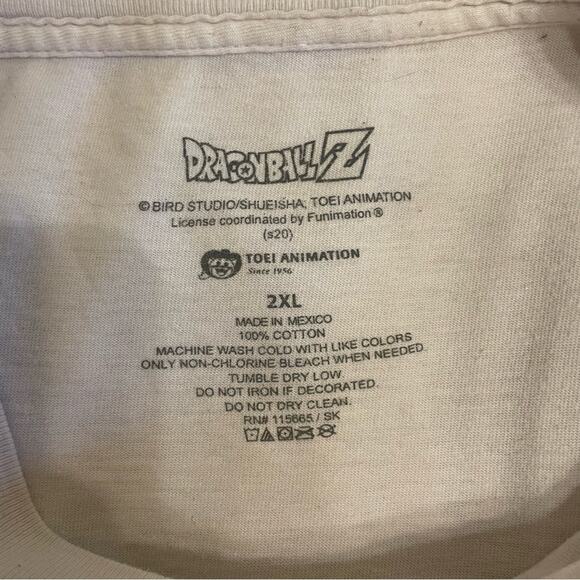 DRAGONBALL Z
© BIRD STUDIO/SHUEISHA, TOEI ANIMATION
License coordinated by Funimation ®
(s20)
TOEI ANIMATION
Since 1956
2XL
MADE IN MEXICO
100% COTTON
MACHINE WASH COLD WITH LIKE COLORS
ONLY NON-CHLORINE BLEACH WHEN NEEDED.
TUMBLE DRY LOW.
DO NOT IRON IF DECORATED.
DO NOT DRY CLEAN.
RN# 115665 / SK